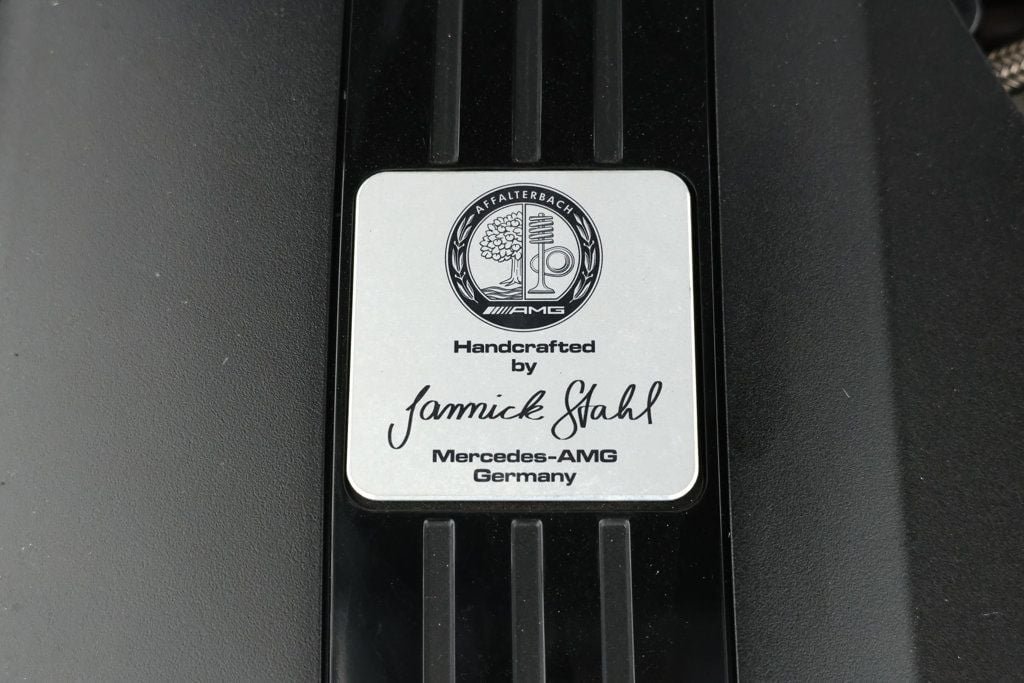 AFFALTERBACH
AMG
Handcrafted
by
Jannick Stahl
Mercedes-AMG
Germany